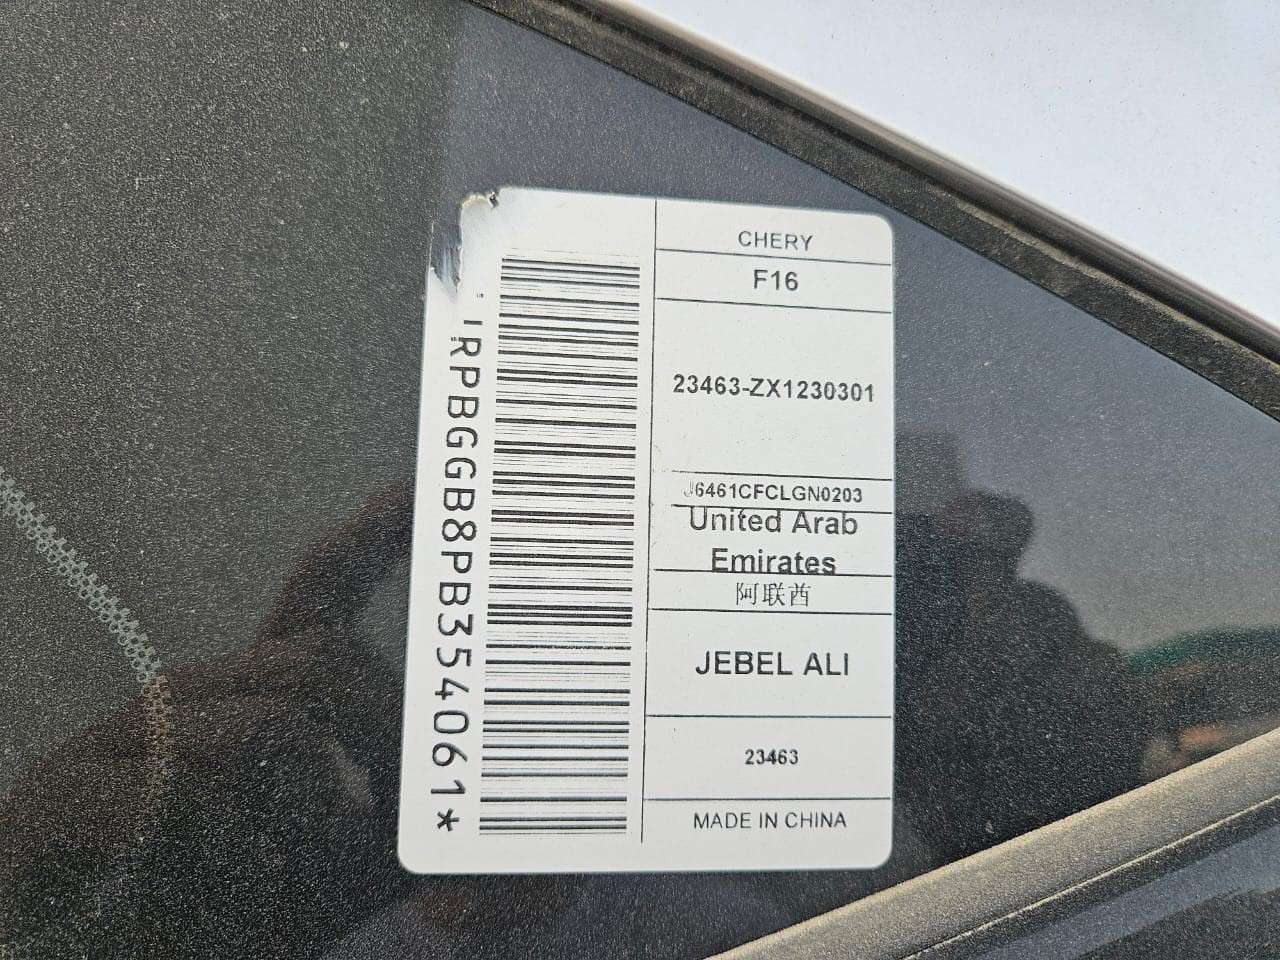 CHERY
F16
23463-ZX1230301
J6461CFCLGN0203
United Arab
Emirates
阿联酋
JEBEL ALI
23463
MADE IN CHINA
RPBGGB8PB354061*